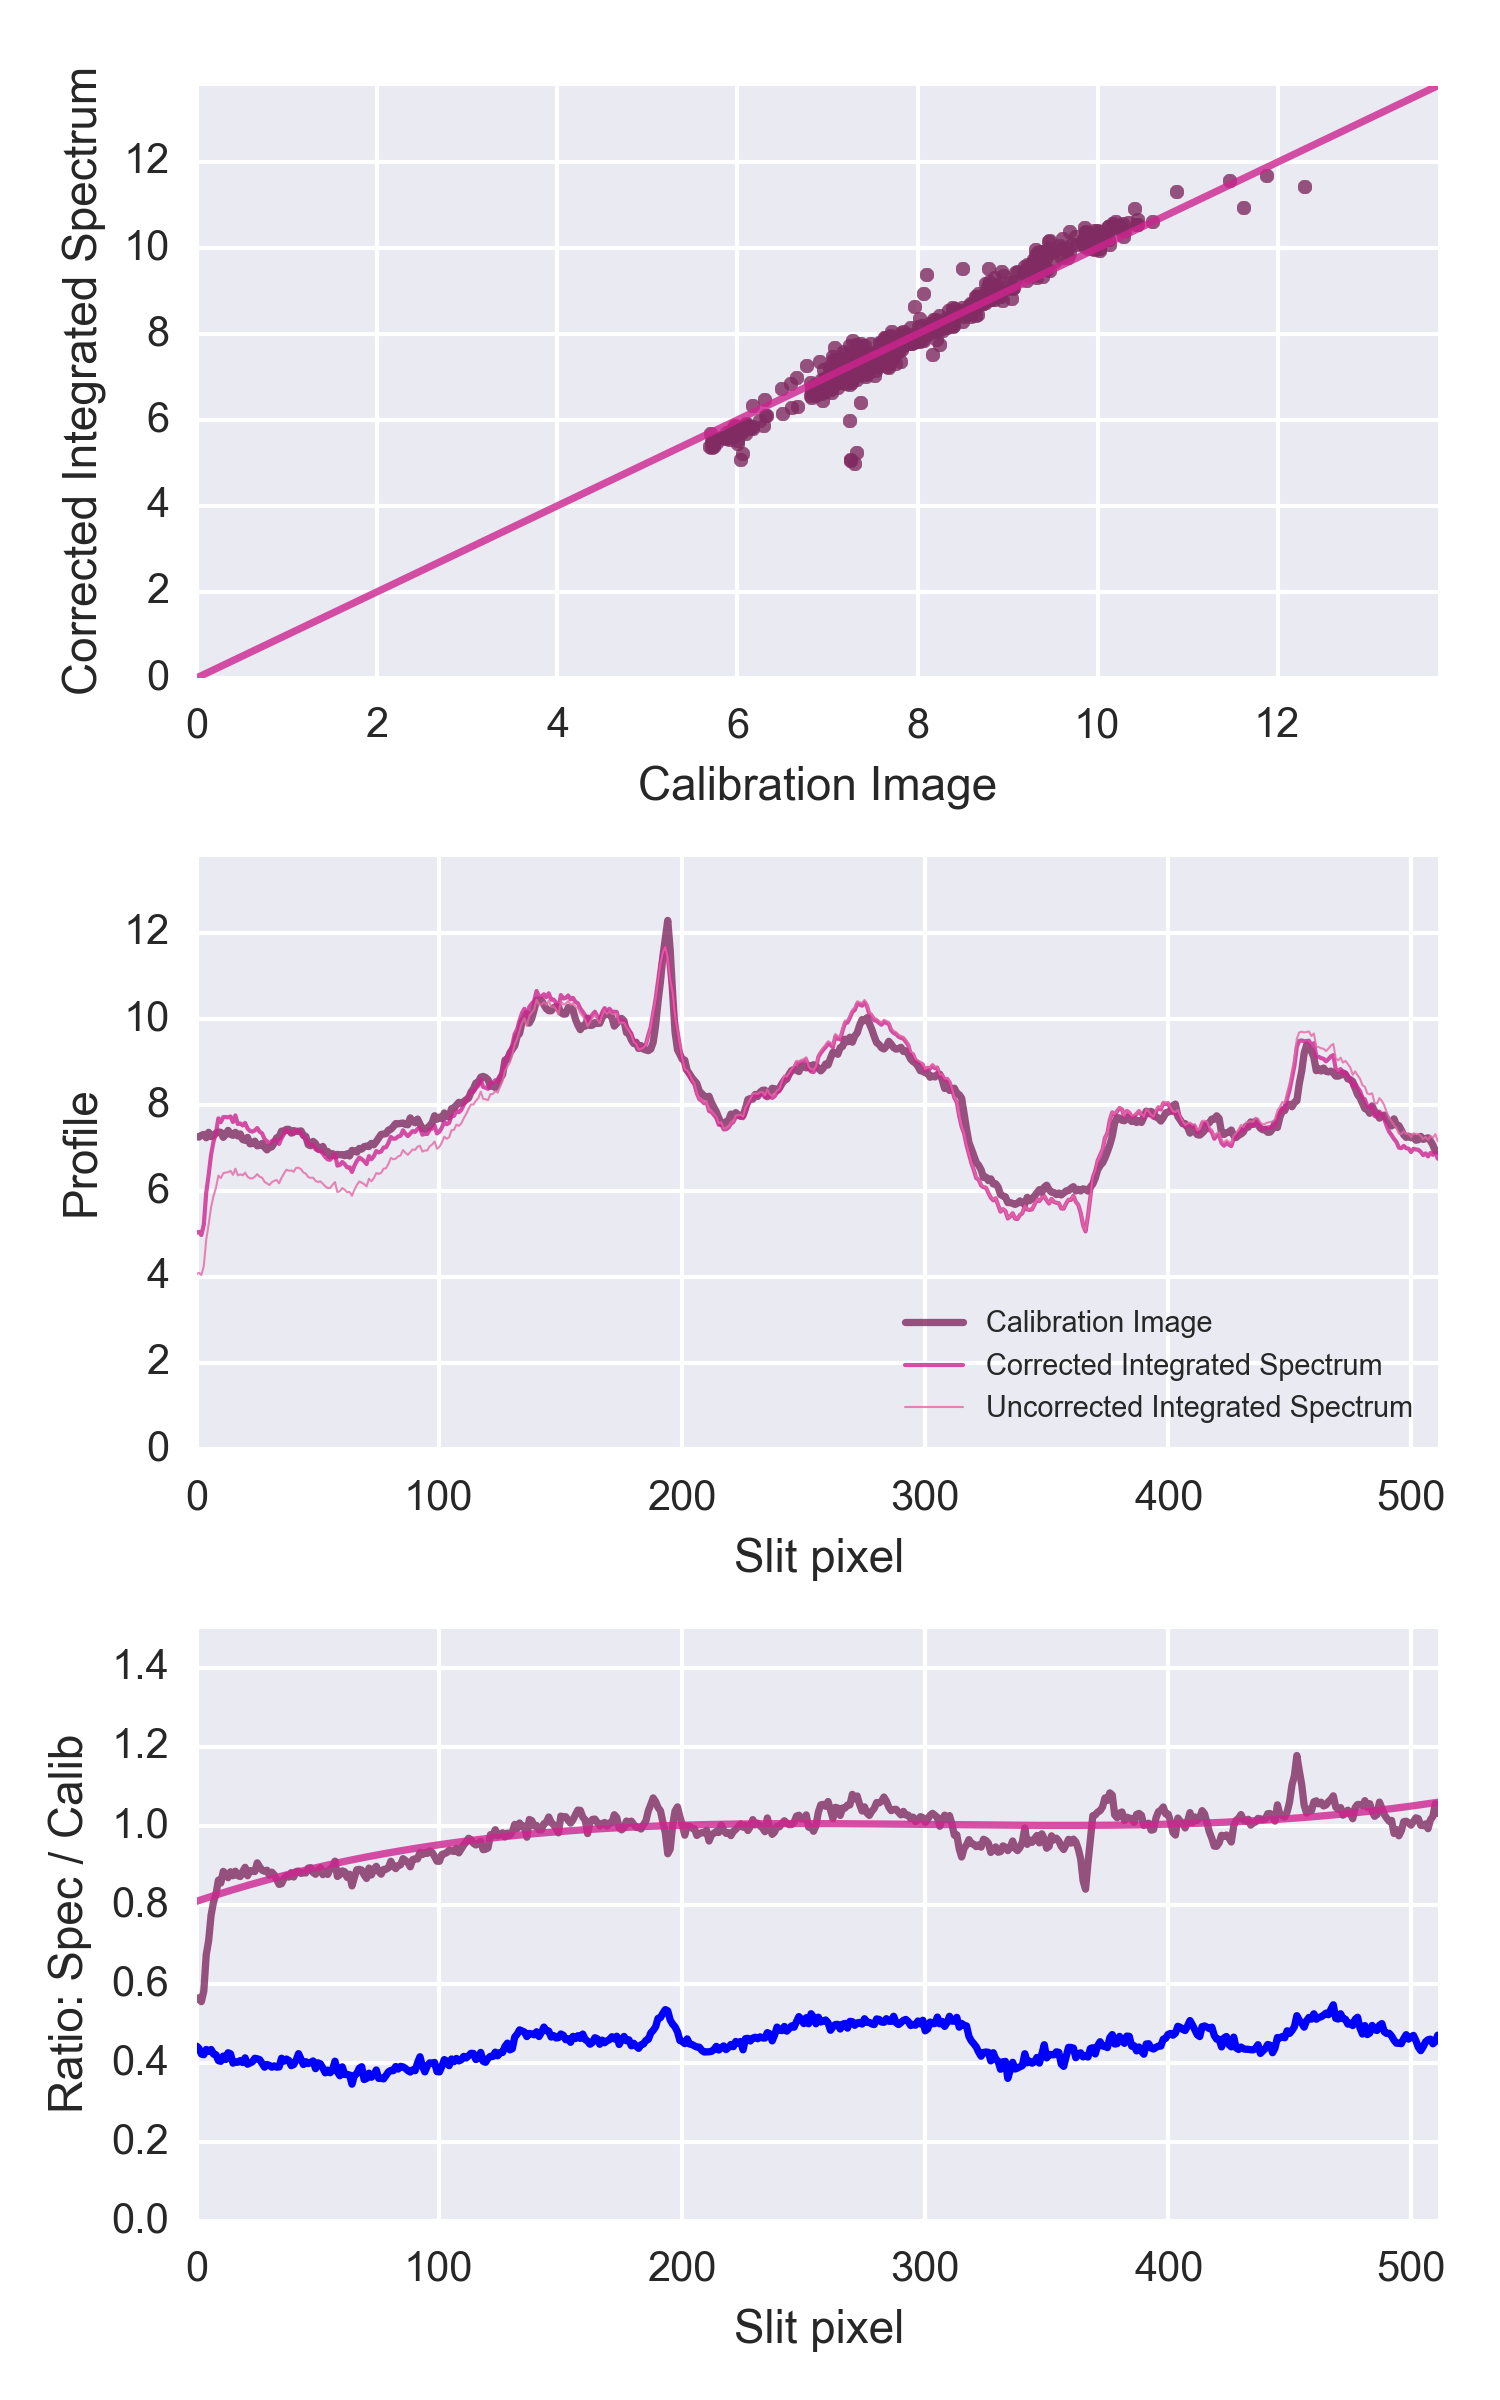 Corrected Integrated Spectrum
12
10
8
6
4
2
0
0 2 4 6 8 10 12
Calibration Image
Profile
12
10
8
6
4
2
0
Calibration Image
Corrected Integrated Spectrum
Uncorrected Integrated Spectrum
0 100 200 300 400 500
Slit pixel
Ratio: Spec / Calib
1.4
1.2
1.0
0.8
0.6
0.4
0.2
0.0
0 100 200 300 400 500
Slit pixel